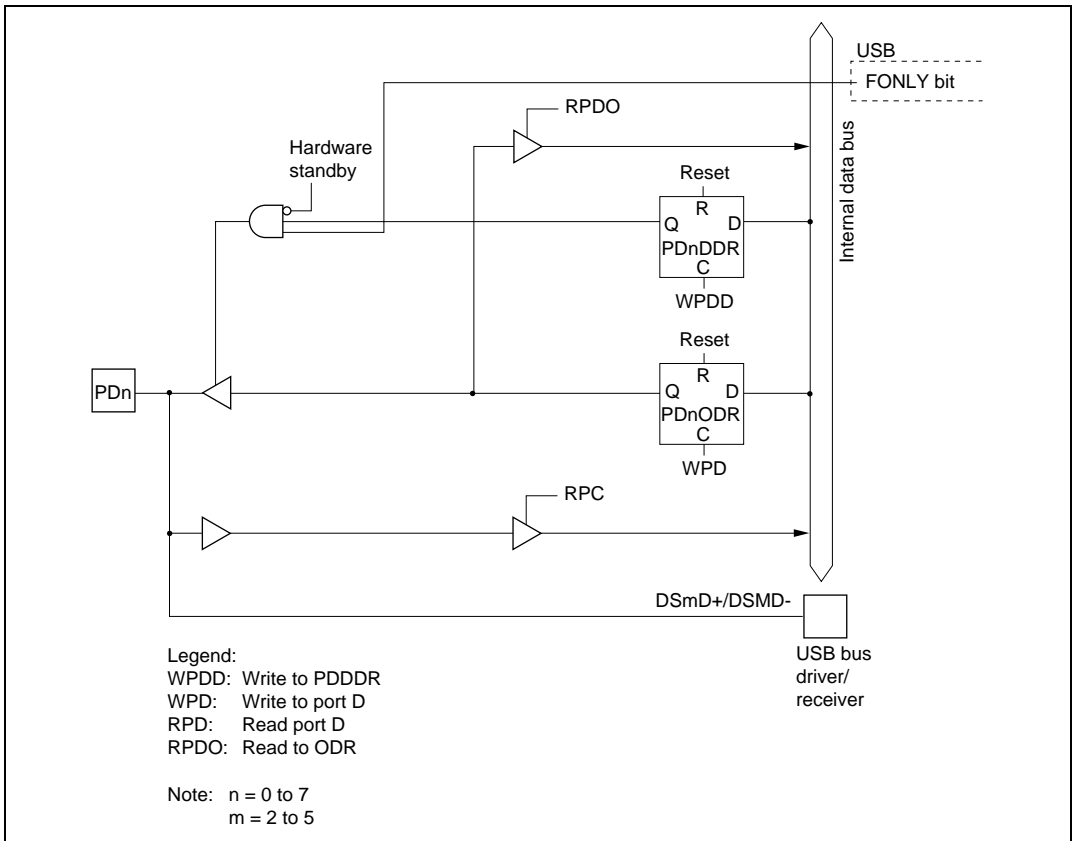 USB
FONLY bit
RPDO
Hardware
standby
Internal data bus
Reset
R
Q D
PDnDDR
C
WPDD
Reset
R
PDn
Q D
PDnODR
C
WPD
RPC
DSmD+/DSMD-
USB bus
driver/
receiver
Legend:
WPDD: Write to PDDDR
WPD: Write to port D
RPD: Read port D
RPDO: Read to ODR
Note: n = 0 to 7
m = 2 to 5